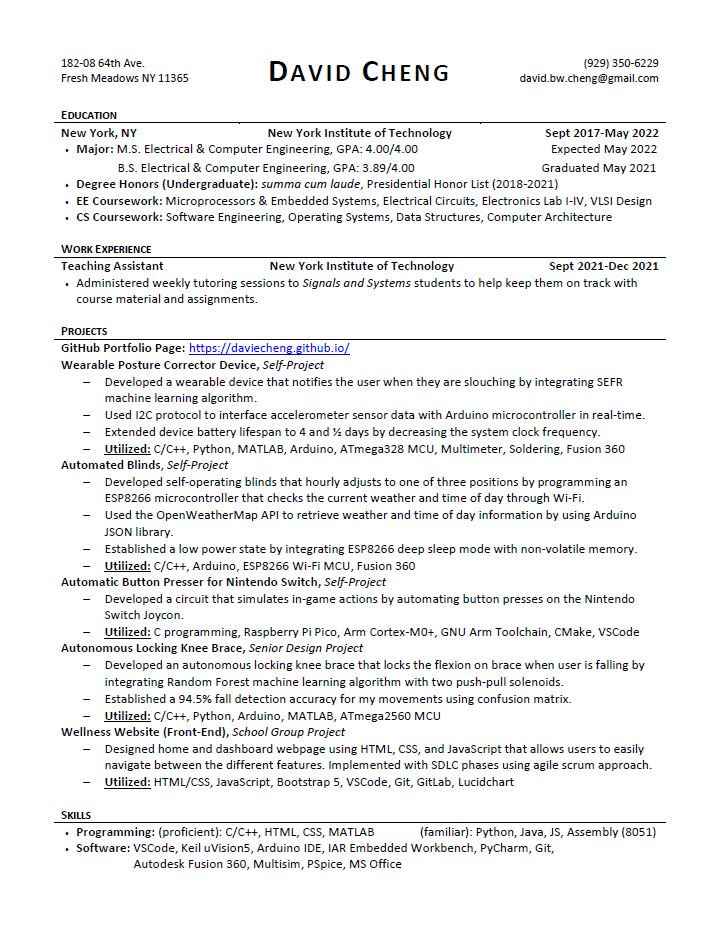 182-08 64th Ave.
Fresh Meadows NY 11365
DAVID CHENG
(929) 350-6229
david.bw.cheng@gmail.com
EDUCATION
New York, NY New York Institute of Technology Sept 2017-May 2022
• Major: M.S. Electrical & Computer Engineering, GPA: 4.00/4.00 Expected May 2022
B.S. Electrical & Computer Engineering, GPA: 3.89/4.00 Graduated May 2021
• Degree Honors (Undergraduate): summa cum laude, Presidential Honor List (2018-2021)
• EE Coursework: Microprocessors & Embedded Systems, Electrical Circuits, Electronics Lab I-IV, VLSI Design
• CS Coursework: Software Engineering, Operating Systems, Data Structures, Computer Architecture
WORK EXPERIENCE
Teaching Assistant New York Institute of Technology Sept 2021-Dec 2021
• Administered weekly tutoring sessions to Signals and Systems students to help keep them on track with
course material and assignments.
PROJECTS
GitHub Portfolio Page: https://daviecheng.github.io/
Wearable Posture Corrector Device, Self-Project
– Developed a wearable device that notifies the user when they are slouching by integrating SEFR
machine learning algorithm.
– Used I2C protocol to interface accelerometer sensor data with Arduino microcontroller in real-time.
– Extended device battery lifespan to 4 and ½ days by decreasing the system clock frequency.
– Utilized: C/C++, Python, MATLAB, Arduino, ATmega328 MCU, Multimeter, Soldering, Fusion 360
Automated Blinds, Self-Project
– Developed self-operating blinds that hourly adjusts to one of three positions by programming an
ESP8266 microcontroller that checks the current weather and time of day through Wi-Fi.
– Used the OpenWeatherMap API to retrieve weather and time of day information by using Arduino
JSON library.
– Established a low power state by integrating ESP8266 deep sleep mode with non-volatile memory.
– Utilized: C/C++, Arduino, ESP8266 Wi-Fi MCU, Fusion 360
Automatic Button Presser for Nintendo Switch, Self-Project
– Developed a circuit that simulates in-game actions by automating button presses on the Nintendo
Switch Joycon.
– Utilized: C programming, Raspberry Pi Pico, Arm Cortex-M0+, GNU Arm Toolchain, CMake, VSCode
Autonomous Locking Knee Brace, Senior Design Project
– Developed an autonomous locking knee brace that locks the flexion on brace when user is falling by
integrating Random Forest machine learning algorithm with two push-pull solenoids.
– Established a 94.5% fall detection accuracy for my movements using confusion matrix.
– Utilized: C/C++, Python, Arduino, MATLAB, ATmega2560 MCU
Wellness Website (Front-End), School Group Project
– Designed home and dashboard webpage using HTML, CSS, and JavaScript that allows users to easily
navigate between the different features. Implemented with SDLC phases using agile scrum approach.
– Utilized: HTML/CSS, JavaScript, Bootstrap 5, VSCode, Git, GitLab, Lucidchart
SKILLS
• Programming: (proficient): C/C++, HTML, CSS, MATLAB (familiar): Python, Java, JS, Assembly (8051)
• Software: VSCode, Keil uVision5, Arduino IDE, IAR Embedded Workbench, PyCharm, Git,
Autodesk Fusion 360, Multisim, PSpice, MS Office